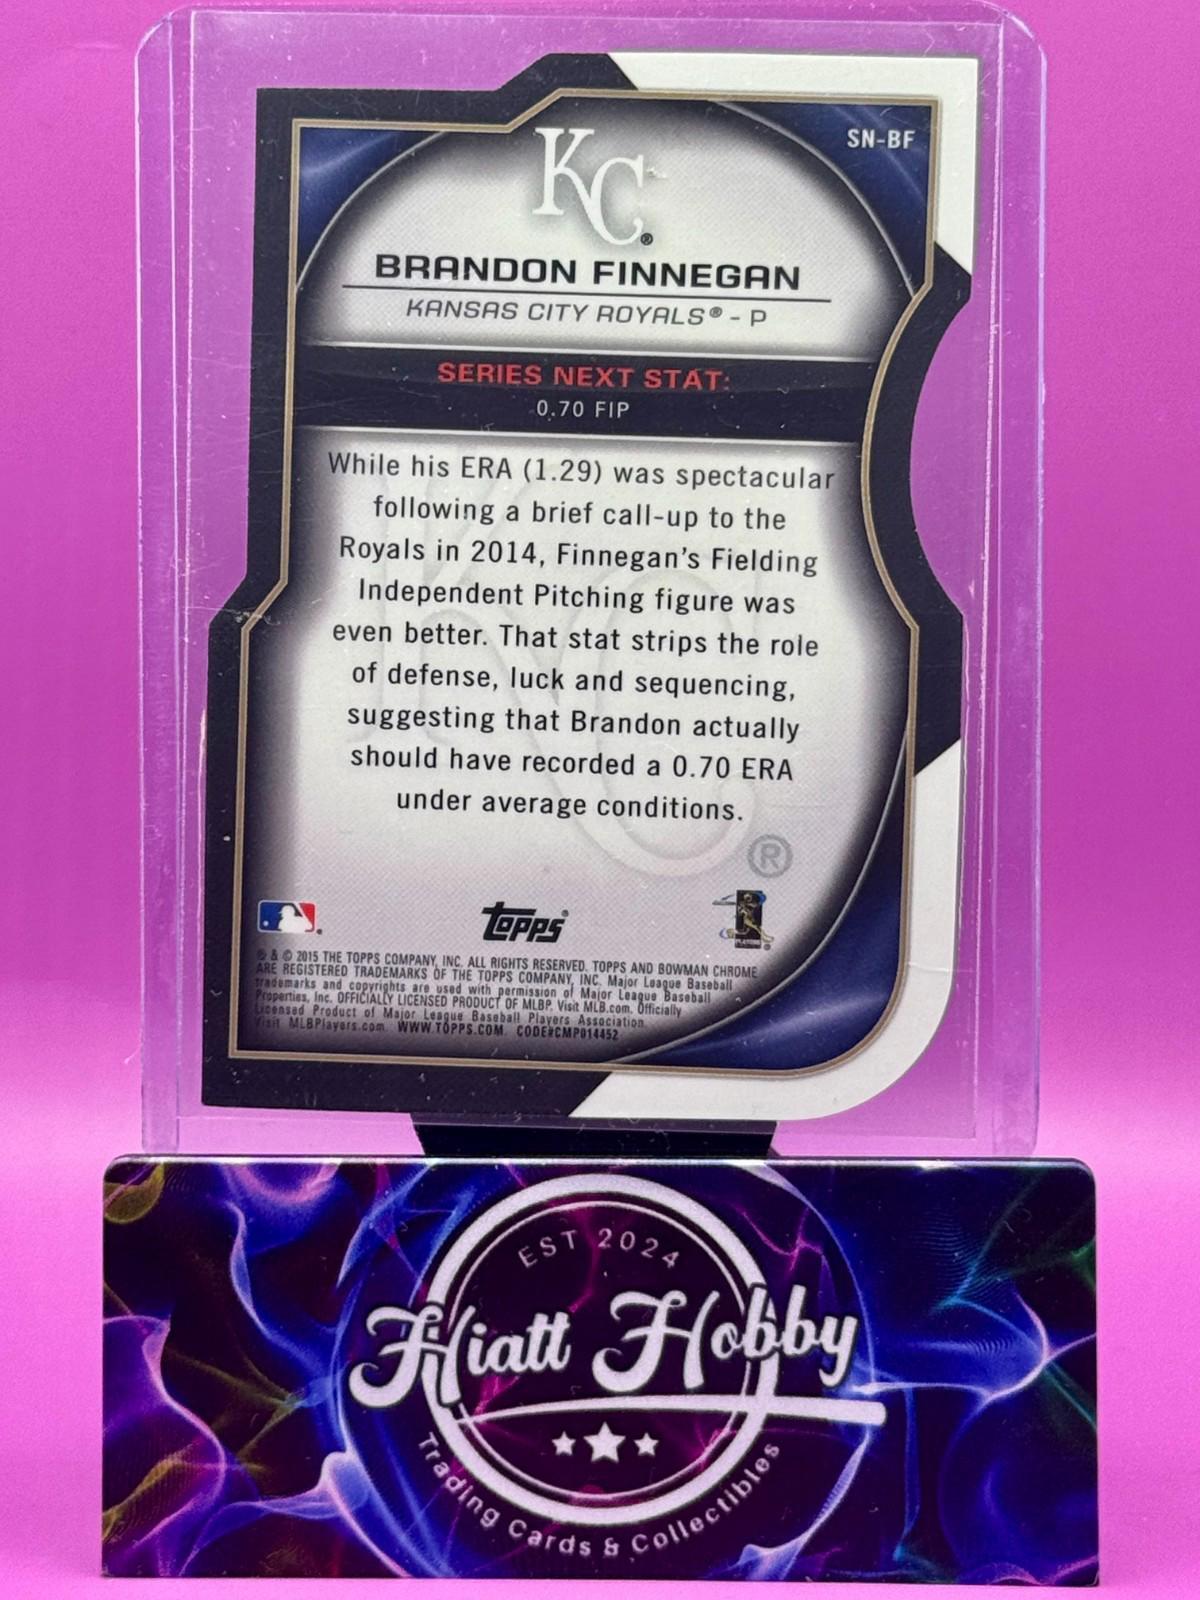 SN-BF
KC®
BRANDON FINNEGAN
KANSAS CITY ROYALS® - P
SERIES NEXT STAT:
0.70 FIP
While his ERA (1.29) was spectacular
following a brief call-up to the
Royals in 2014, Finnegan's Fielding
Independent Pitching figure was
even better. That stat strips the role
of defense, luck and sequencing,
suggesting that Brandon actually
should have recorded a 0.70 ERA
under average conditions.
®
Topps®
PLAYERS
® & © 2015 THE TOPPS COMPANY, INC. ALL RIGHTS RESERVED. TOPPS AND BOWMAN CHROME
ARE REGISTERED TRADEMARKS OF THE TOPPS COMPANY, INC. Major League Baseball
trademarks and copyrights are used with permission of Major League Baseball
Properties, Inc. OFFICIALLY LICENSED PRODUCT OF MLBP. Visit MLB.com. Officially
Licensed Product of Major League Baseball Players Association.
Visit MLBPlayers.com. WWW.TOPPS.COM. CODE#CMP014452
EST 2024
Hiatt Hobby
Trading Cards & Collectibles